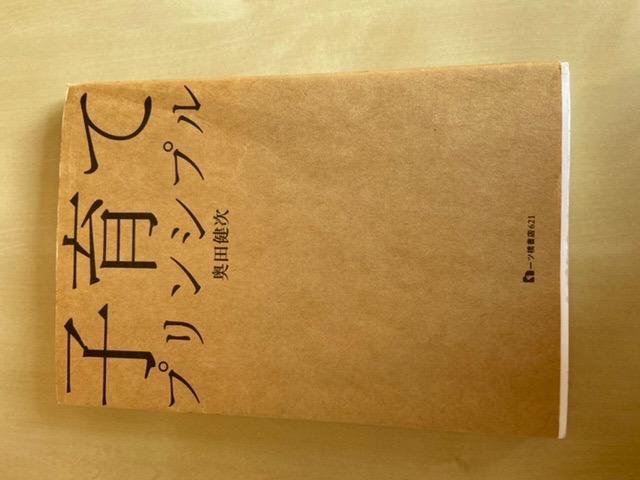 子育て
プリンシプル
奥田健次
一ツ橋書店621